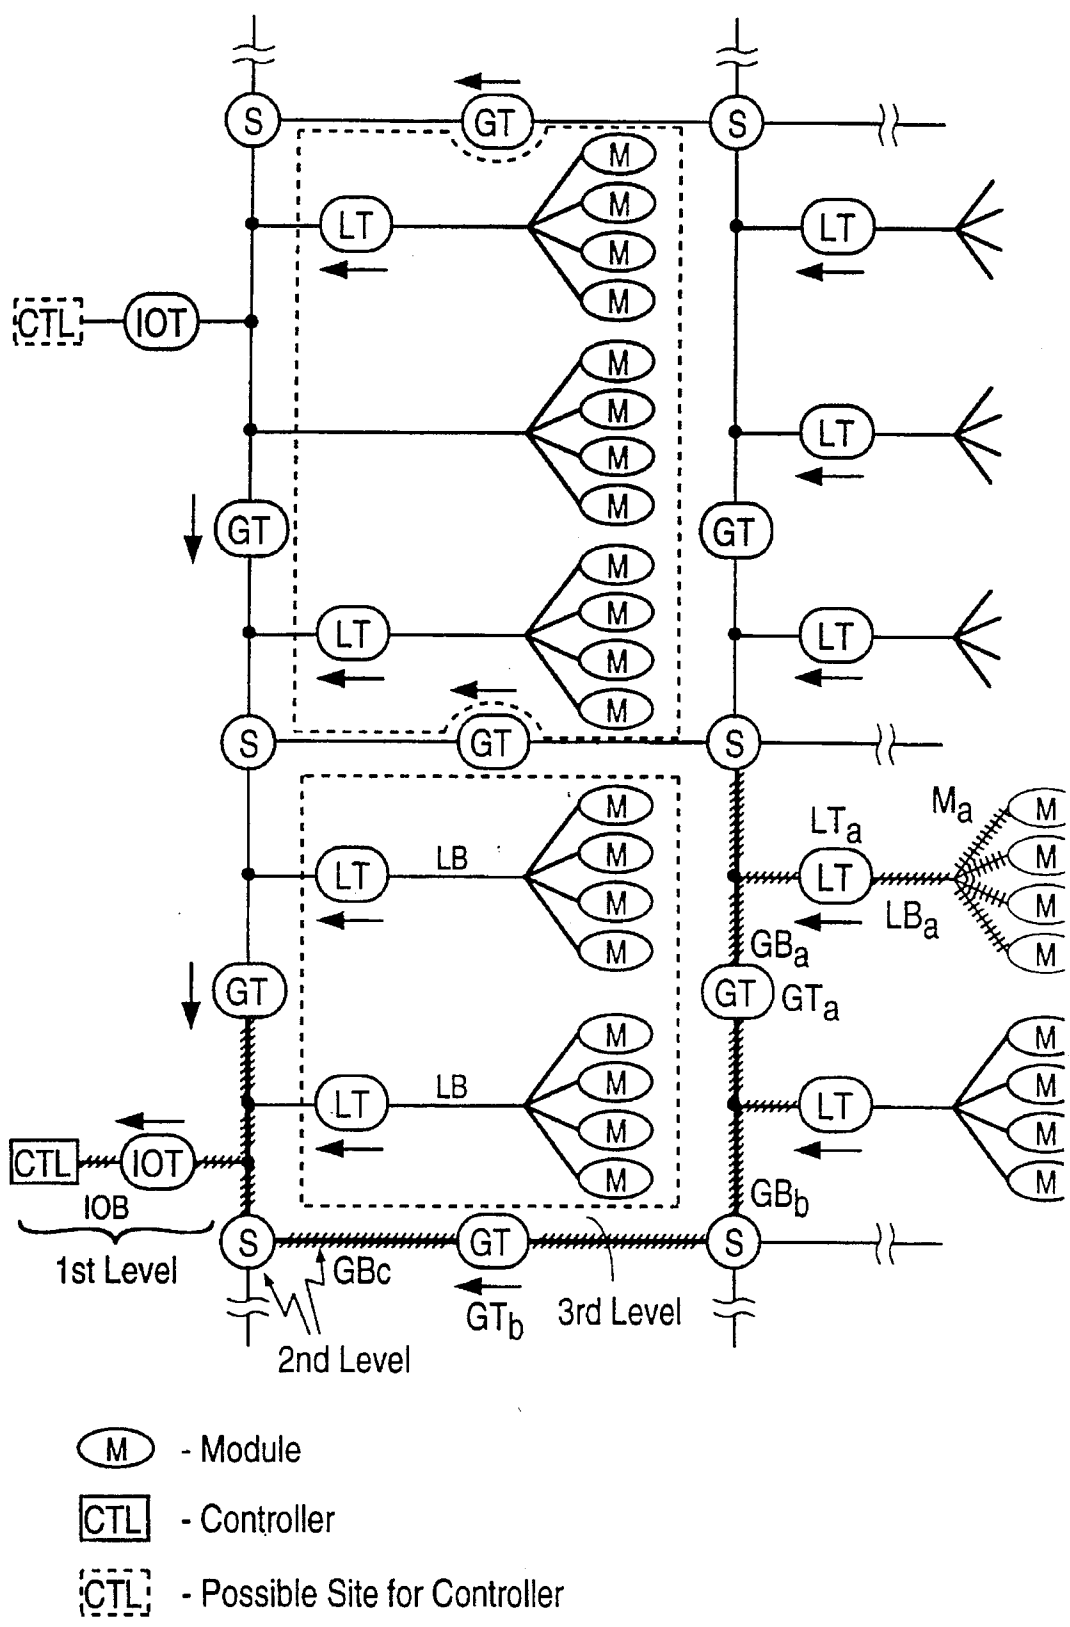 S GT S
M
M
LT LT
M
M
CTL IOT
M
M
LT
M
M
GT GT
M
M
LT LT
M
M
S GT S
M Ma M
LTa
M M
LT LB LT
M LBa M
M GBa M
GT GT GTa
M M
M M
LT LB LT
M M
CTL IOT M M
GBb
IOB
S GT S
1st Level GBc
GTb 3rd Level
2nd Level
M - Module
CTL - Controller
CTL - Possible Site for Controller